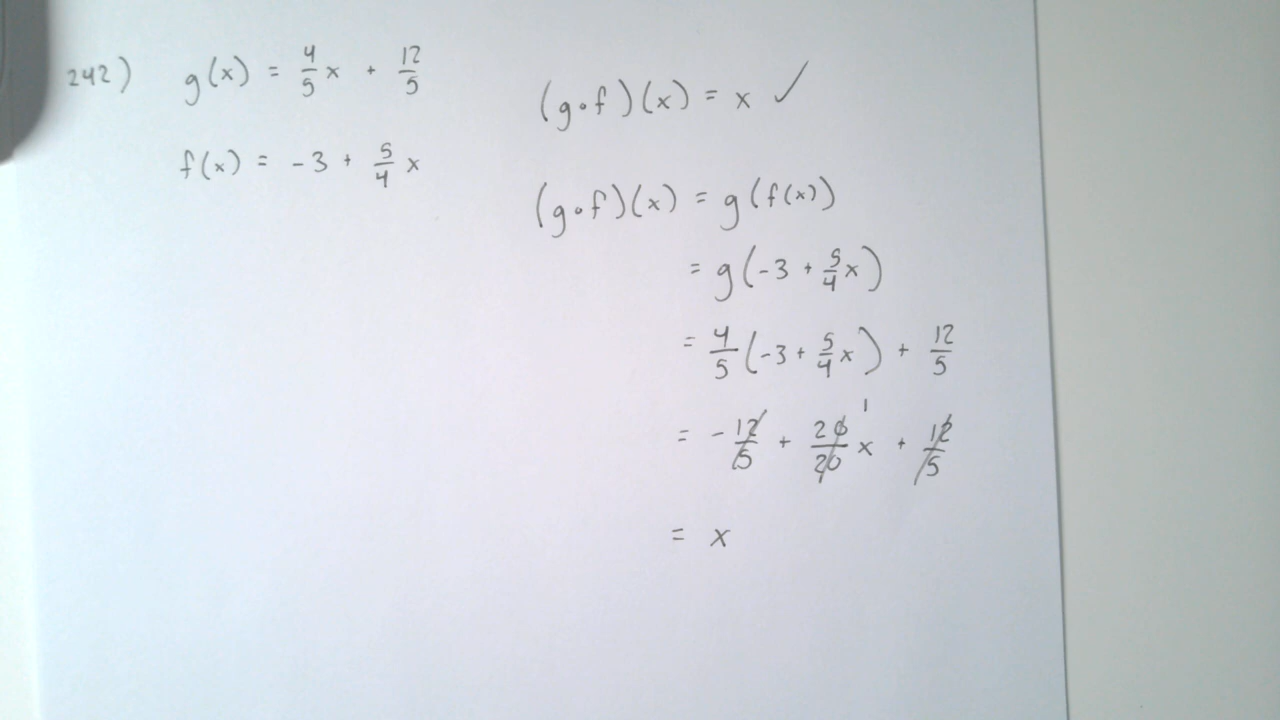 242) g(x) = 4/5 x + 12/5
f(x) = -3 + 5/4 x
(g∘f)(x) = x ✓
(g∘f)(x) = g(f(x))
= g(-3 + 5/4 x)
= 4/5 (-3 + 5/4 x) + 12/5
= - 12/5 + 20/20 1 x + 12/5
= x